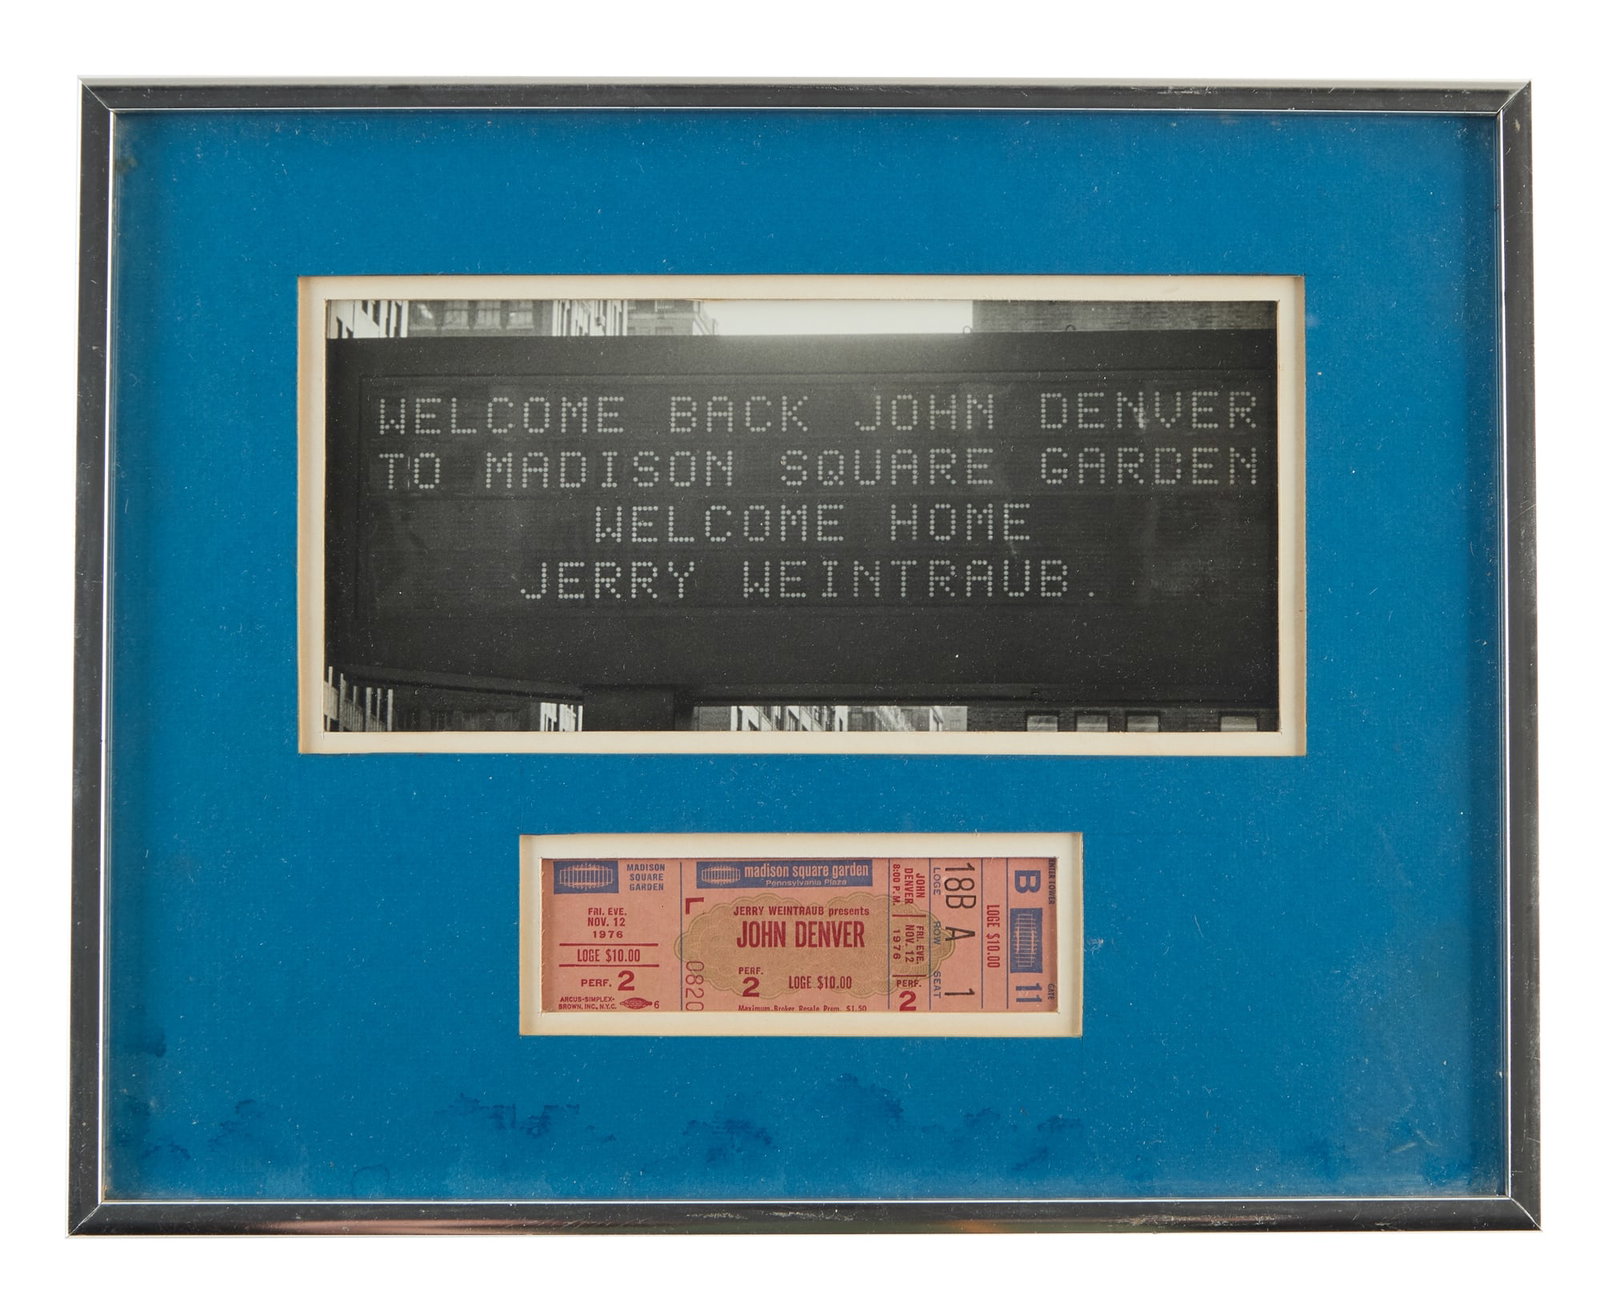 WELCOME BACK JOHN DENVER
TO MADISON SQUARE GARDEN
WELCOME HOME
JERRY WEINTRAUB.
MADISON
SQUARE
GARDEN
FRI. EVE.
NOV. 12
1976
LOGE $10.00
PERF. 2
ARCUS-SIMPLEX-
BROWN, INC. N.Y.C. 6
L
0820
madison square garden
Pennsylvania Plaza
JERRY WEINTRAUB presents
JOHN DENVER
PERF.
2 LOGE $10.00
Maximum Broker Resale Prem. $1.50
JOHN
DENVER
8:00 P.M.
FRI. EVE.
NOV. 12
1976
PERF.
2
18B A 1
LOGE ROW SEAT
LOGE $10.00
B 11
GATE